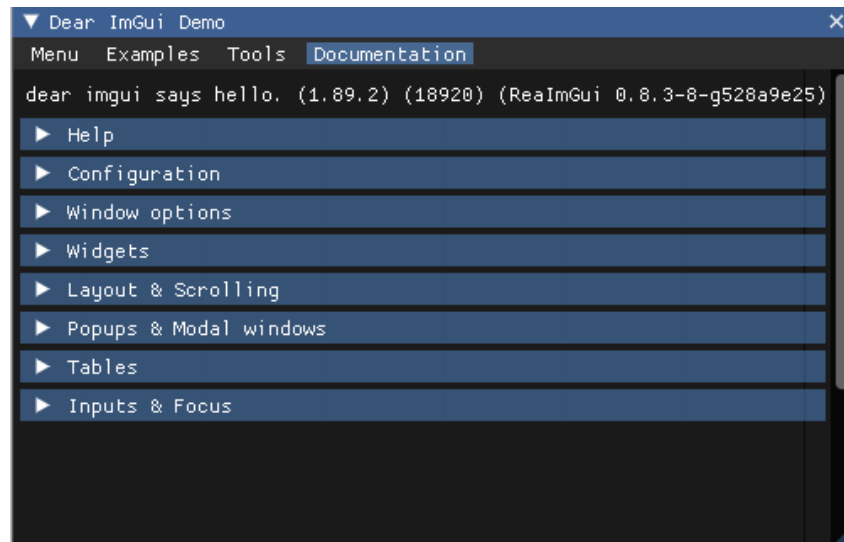 Dear ImGui Demo
Menu Examples Tools Documentation
dear imgui says hello. (1.89.2) (18920) (ReaImGui 0.8.3-8-g528a9e25)
Help
Configuration
Window options
Widgets
Layout & Scrolling
Popups & Modal windows
Tables
Inputs & Focus